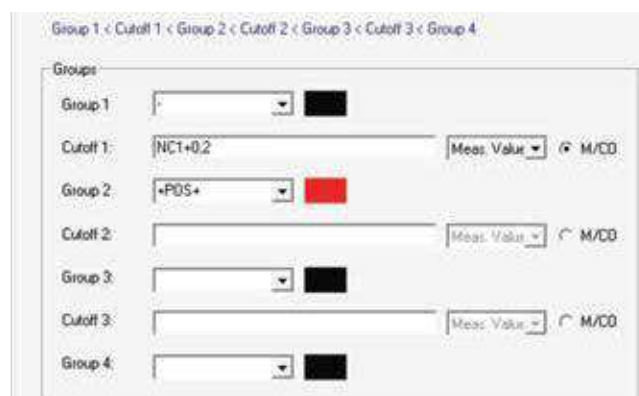 Group 1 < Cutoff 1 < Group 2 < Cutoff 2 < Group 3 < Cutoff 3 < Group 4
Groups
Group 1 -
Cutoff 1: NC1+0,2 Meas. Value M/CO
Group 2 +POS+
Cutoff 2: Meas. Value M/CO
Group 3:
Cutoff 3: Meas. Value M/CO
Group 4: